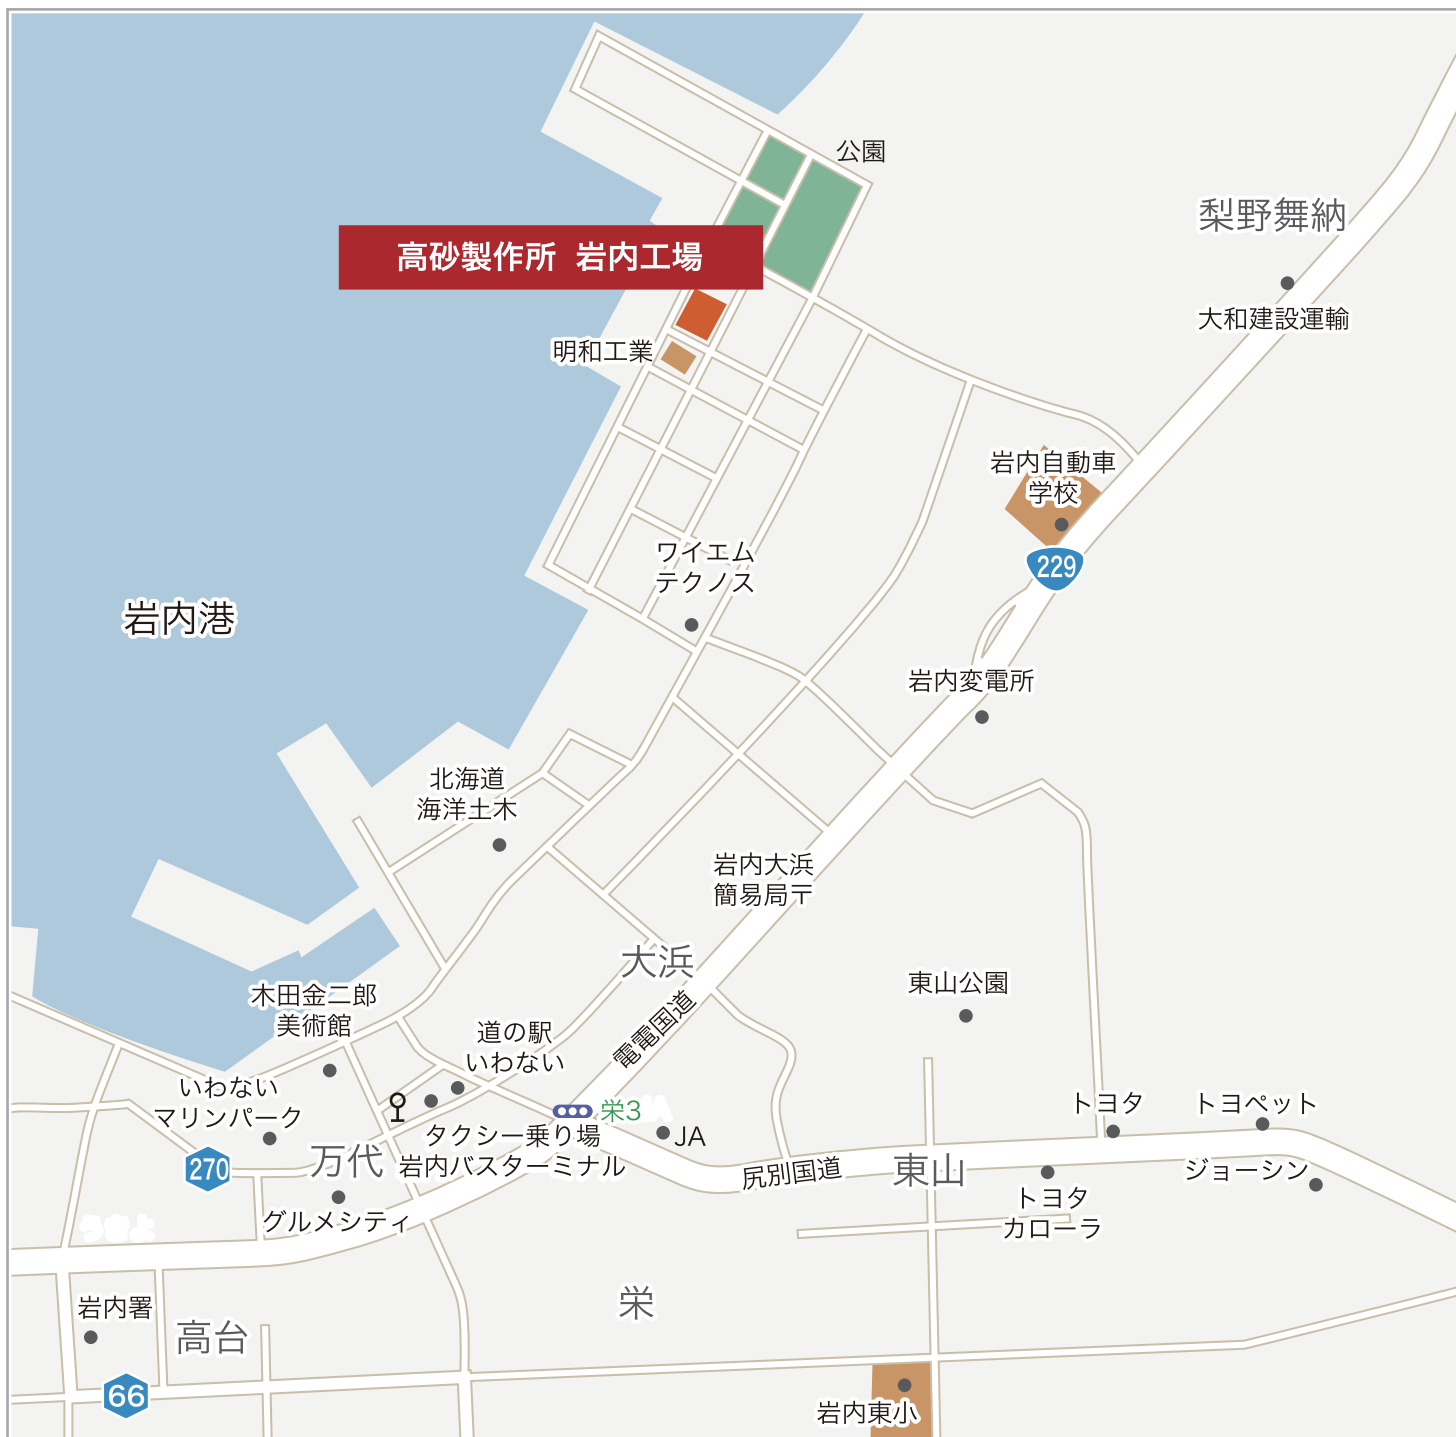 公園
梨野舞納
高砂製作所 岩内工場
大和建設運輸
明和工業
岩内自動車
学校
ワイエム
テクノス
229
岩内港
岩内変電所
北海道
海洋土木
岩内大浜
簡易局〒
大浜
東山公園
木田金二郎
美術館
電電国道
道の駅
いわない
いわない
マリンパーク
栄3
トヨタ
トヨペット
タクシー乗り場
岩内バスターミナル
JA
万代
270
尻別国道
東山
ジョーシン
トヨタ
カローラ
グルメシティ
岩内署
高台
栄
66
岩内東小